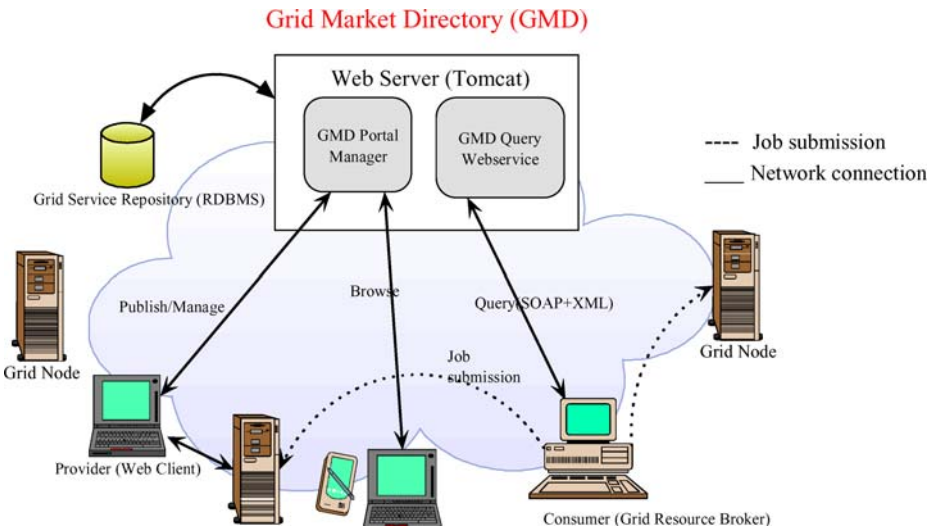 Grid Market Directory (GMD)
Web Server (Tomcat)
GMD Portal
Manager
GMD Query
Webservice
Grid Service Repository (RDBMS)
Job submission
Network connection
Publish/Manage
Browse
Query(SOAP+XML)
Grid Node
Grid Node
Job
submission
Provider (Web Client)
Consumer (Grid Resource Broker)